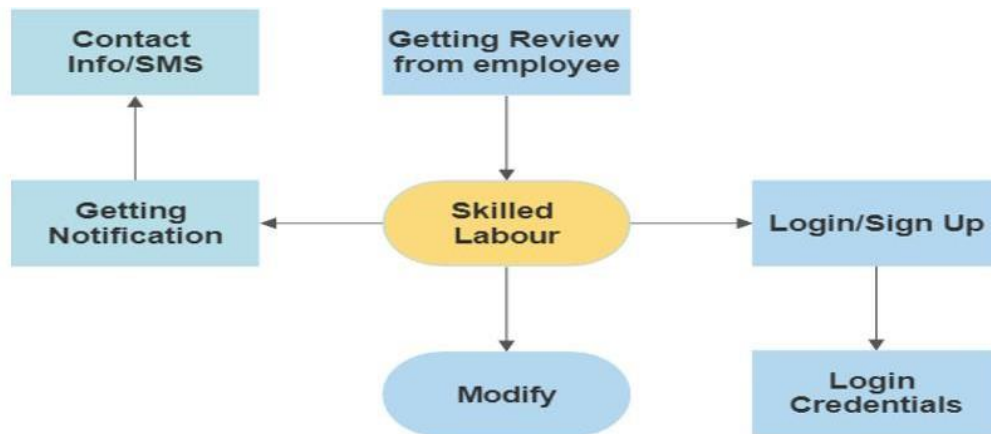 Contact
Info/SMS
Getting Review
from employee
Getting
Notification
Skilled
Labour
Login/Sign Up
Modify
Login
Credentials